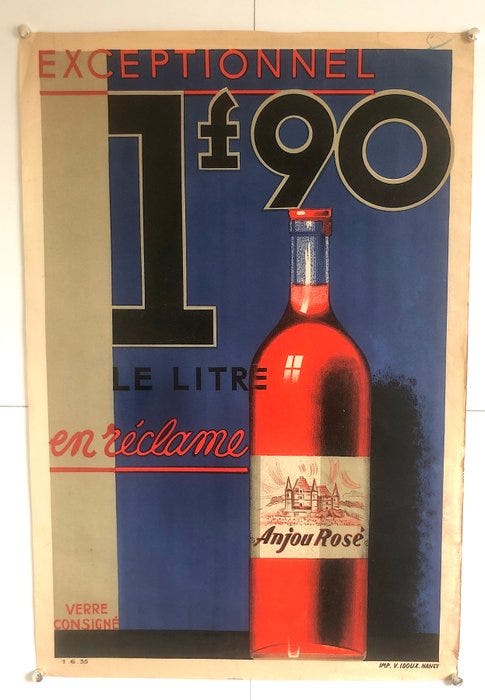 EXCEPTIONNEL
1f90
LE LITRE
en réclame
Anjou Rosé
VERRE
CONSIGNÉ
1 6.35
IMP. V. IDOUX. NANCY